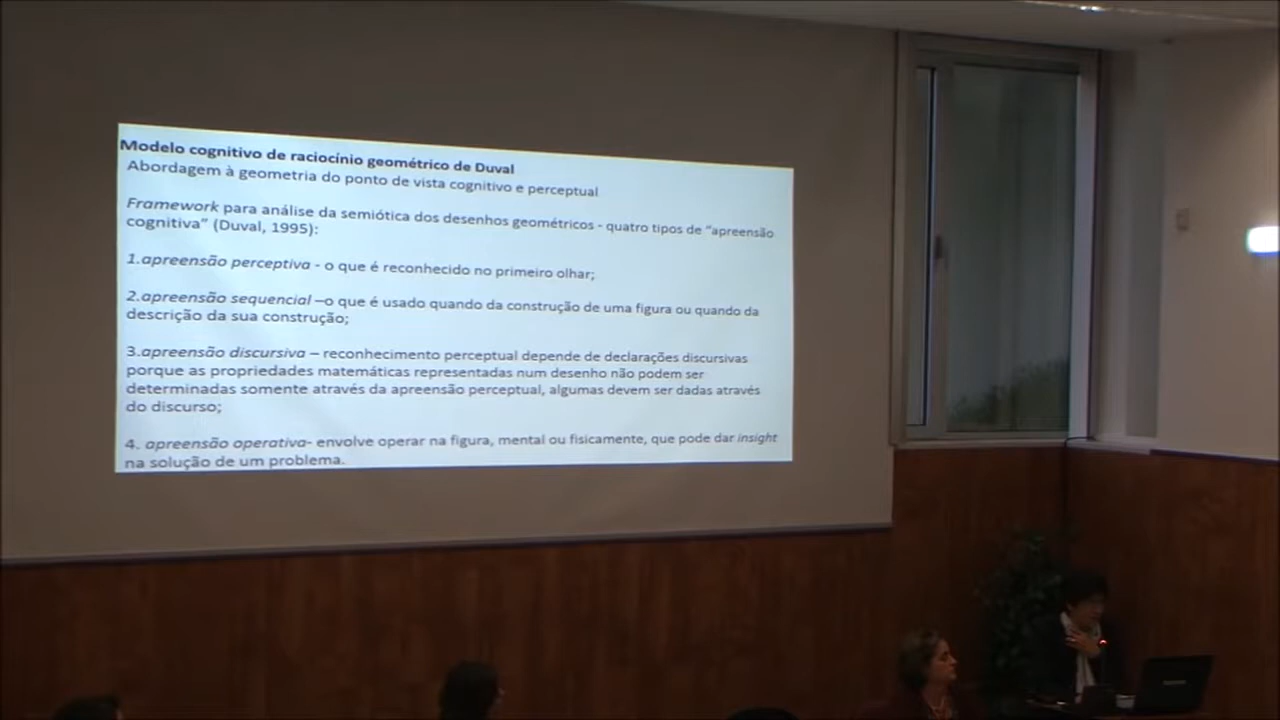 Modelo cognitivo de raciocínio geométrico de Duval
Abordagem à geometria do ponto de vista cognitivo e perceptual
Framework para análise da semiótica dos desenhos geométricos - quatro tipos de “apreensão
cognitiva” (Duval, 1995):
1.apreensão perceptiva - o que é reconhecido no primeiro olhar;
2.apreensão sequencial –o que é usado quando da construção de uma figura ou quando da
descrição da sua construção;
3.apreensão discursiva – reconhecimento perceptual depende de declarações discursivas
porque as propriedades matemáticas representadas num desenho não podem ser
determinadas somente através da apreensão perceptual, algumas devem ser dadas através
do discurso;
4. apreensão operativa- envolve operar na figura, mental ou fisicamente, que pode dar insight
na solução de um problema.